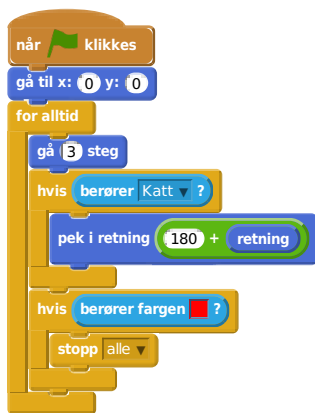 når klikkes
gå til x: 0 y: 0
for alltid
gå 3 steg
hvis berører Katt ?
pek i retning 180 + retning
hvis berører fargen ?
stopp alle